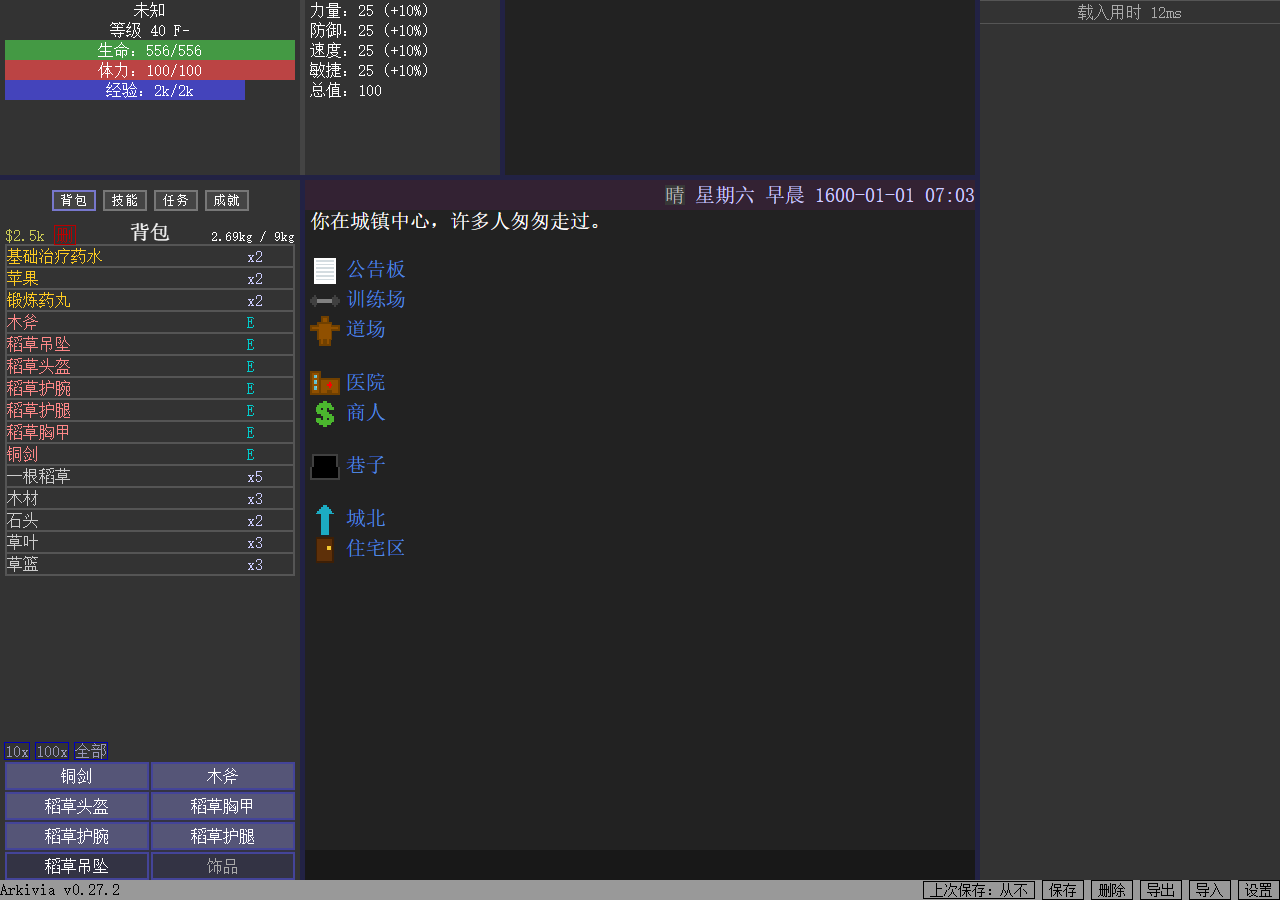 未知
等级 40 F-
生命: 556/556
体力: 100/100
经验: 2k/2k
力量: 25 (+10%)
防御: 25 (+10%)
速度: 25 (+10%)
敏捷: 25 (+10%)
总值: 100
载入用时 12ms
背包 技能 任务 成就
$2.5k 背包 2.69kg / 9kg
基础治疗药水 x2
苹果 x2
锻炼药丸 x2
木斧 E
稻草吊坠 E
稻草头盔 E
稻草护腕 E
稻草护腿 E
稻草胸甲 E
铜剑 E
一根稻草 x5
木材 x3
石头 x2
草叶 x3
草篮 x3
10x 100x 全部
铜剑 木斧
稻草头盔 稻草胸甲
稻草护腕 稻草护腿
稻草吊坠 饰品
晴 星期六 早晨 1600-01-01 07:03
你在城镇中心，许多人匆匆走过。
公告板
训练场
道场
医院
商人
巷子
城北
住宅区
Arkivia v0.27.2
上次保存: 从不 保存 删除 导出 导入 设置